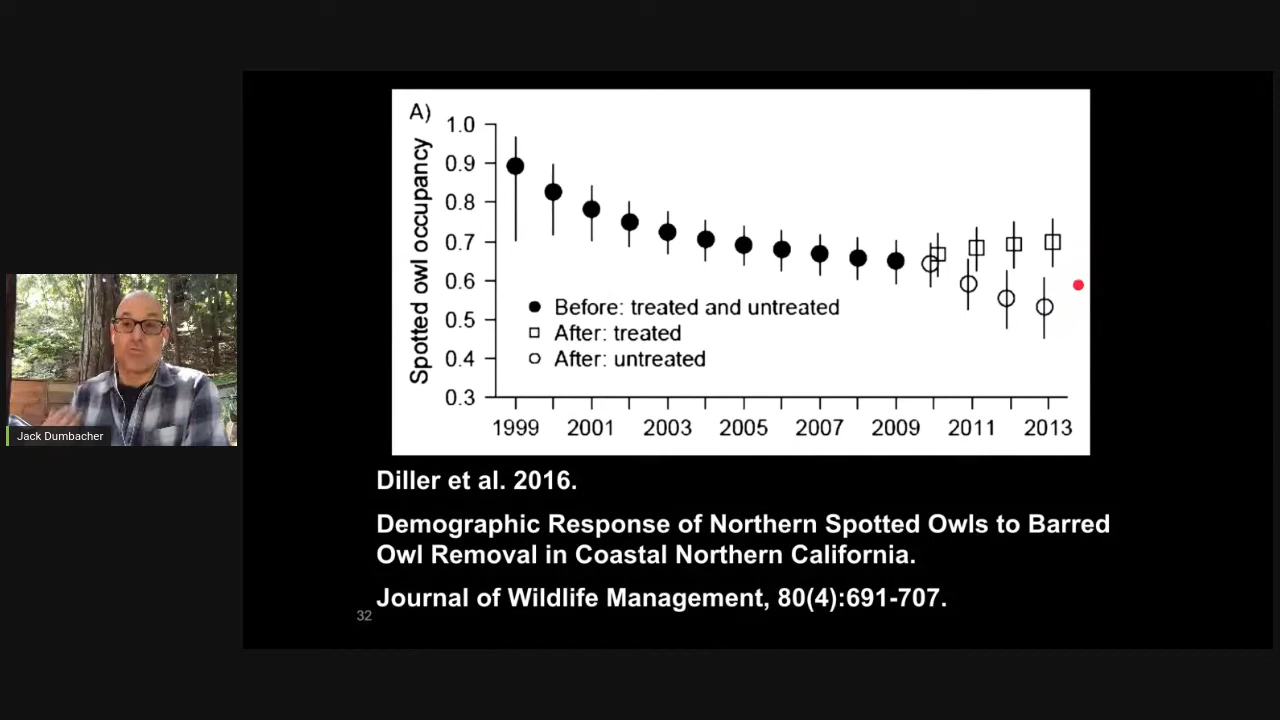 A)
Spotted owl occupancy
1.0
0.9
0.8
0.7
0.6
0.5
0.4
0.3
Before: treated and untreated
After: treated
After: untreated
1999 2001 2003 2005 2007 2009 2011 2013
Jack Dumbacher
Diller et al. 2016.
Demographic Response of Northern Spotted Owls to Barred
Owl Removal in Coastal Northern California.
Journal of Wildlife Management, 80(4):691-707.
32